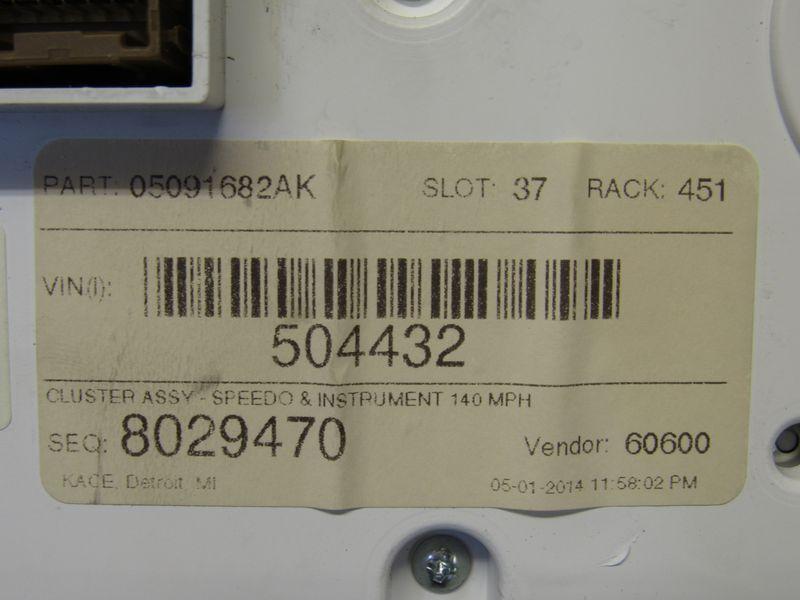 PART: 05091682AK SLOT: 37 RACK: 451
VIN(I):
504432
CLUSTER ASSY - SPEEDO & INSTRUMENT 140 MPH
SEQ: 8029470 Vendor: 60600
KACE, Detroit, MI 05-01-2014 11:58:02 PM